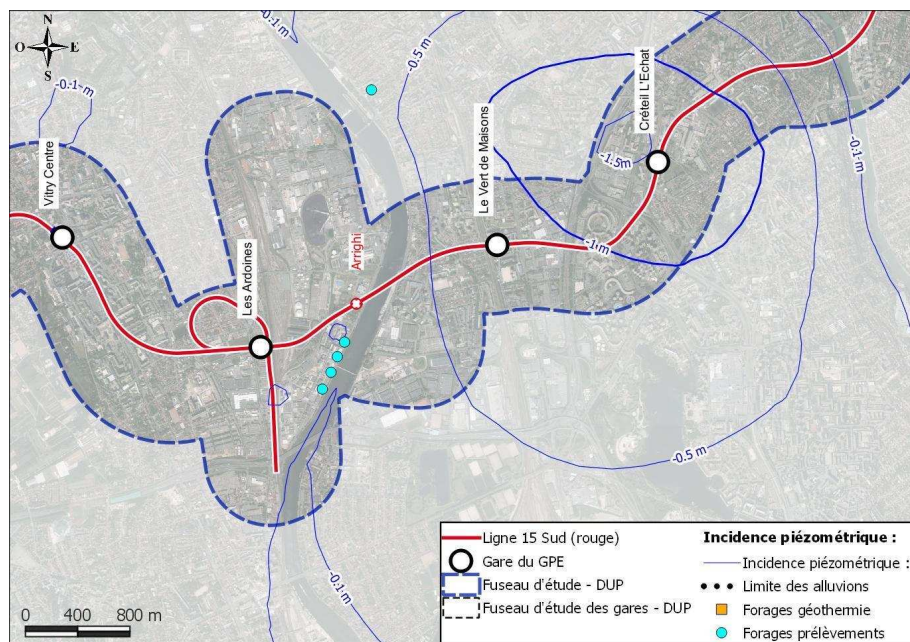 N
O E
S
-0.1 m
-0.1 m
-0.5 m
-0.1 m
Vitry Centre
Les Ardoines
Arrighi
Le Vert de Maisons
Créteil L'Echat
-1.5m
-1 m
-0.5 m
-0.1 m
Ligne 15 Sud (rouge)
Gare du GPE
Fuseau d'étude - DUP
Fuseau d'étude des gares - DUP
Incidence piézométrique :
Incidence piézométrique :
Limite des alluvions
Forages géothermie
Forages prélèvements
0 400 800 m